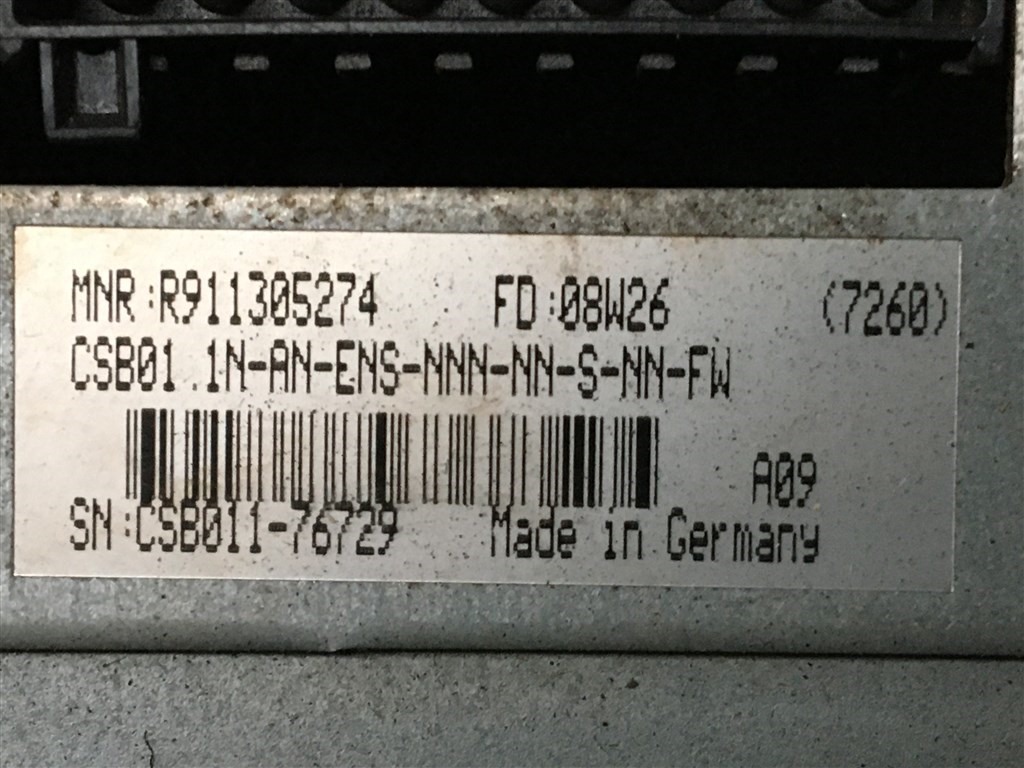 MNR:R911305274 FD:08W26 (7260)
CSB01.1N-AN-ENS-NNN-NN-S-NN-FW
A09
SN:CSB011-76729 Made in Germany